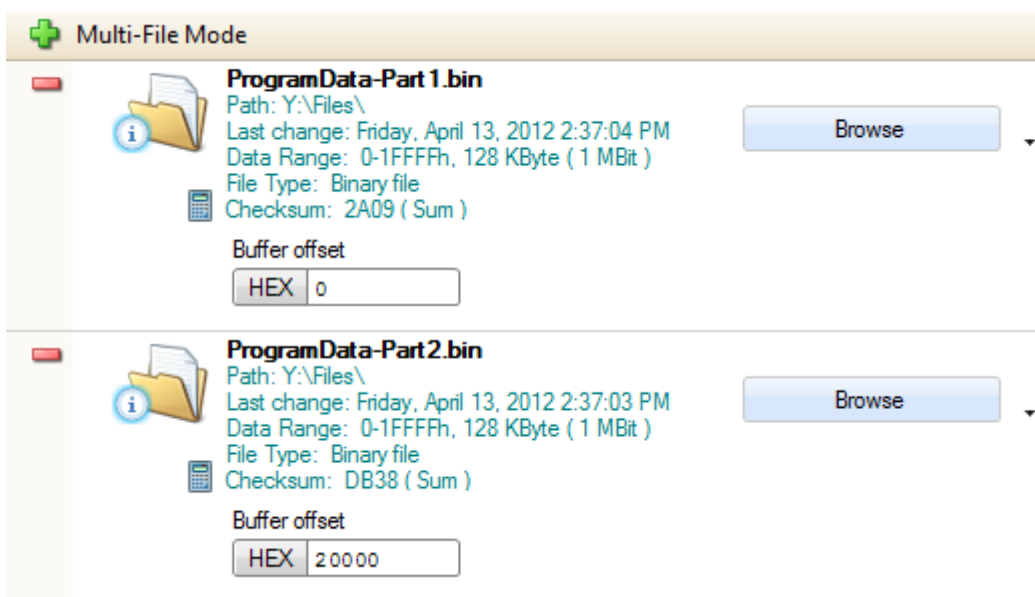 Multi-File Mode
ProgramData-Part1.bin
Path: Y:\Files\
Last change: Friday, April 13, 2012 2:37:04 PM
Data Range:  0-1FFFFh, 128 KByte ( 1 MBit )
File Type:  Binary file
Checksum:  2A09 ( Sum )
Browse
Buffer offset
HEX 0
ProgramData-Part2.bin
Path: Y:\Files\
Last change: Friday, April 13, 2012 2:37:03 PM
Data Range:  0-1FFFFh, 128 KByte ( 1 MBit )
File Type:  Binary file
Checksum:  DB38 ( Sum )
Browse
Buffer offset
HEX 20000